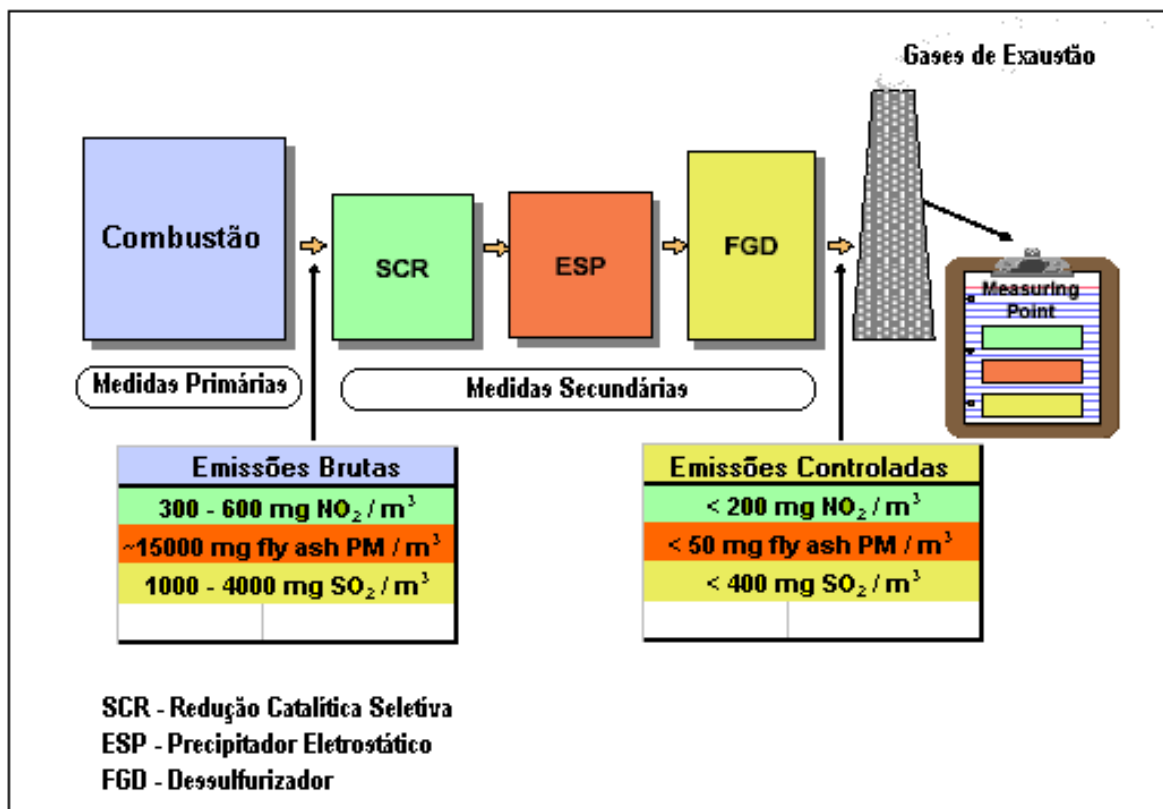 Gases de Exaustão
Combustão
SCR
ESP
FGD
Measuring
Point
Medidas Primárias
Medidas Secundárias
Emissões Brutas
300 - 600 mg NO₂ / m³
~15000 mg fly ash PM / m³
1000 - 4000 mg SO₂ / m³
Emissões Controladas
< 200 mg NO₂ / m³
< 50 mg fly ash PM / m³
< 400 mg SO₂ / m³
SCR - Redução Catalítica Seletiva
ESP - Precipitador Eletrostático
FGD - Dessulfurizador